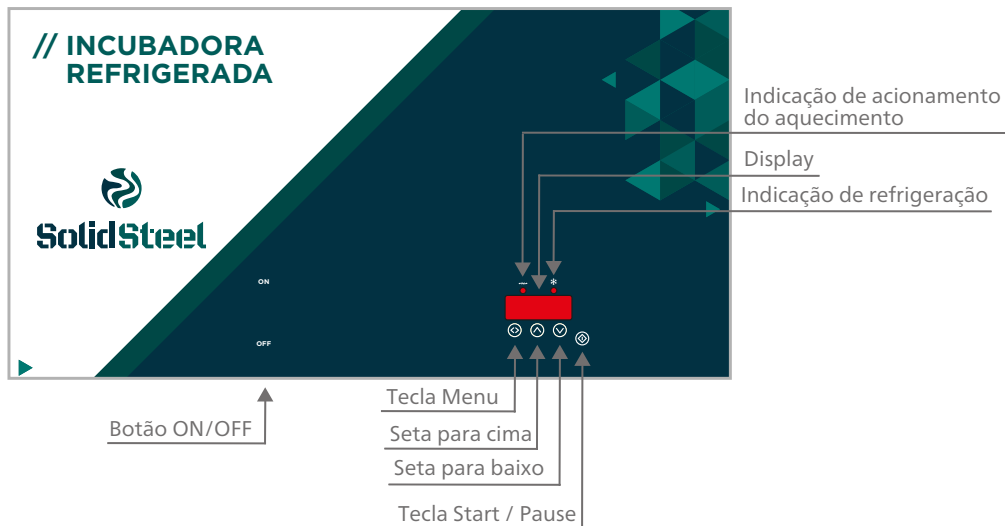 // INCUBADORA
REFRIGERADA
SolidSteel
ON
OFF
Indicação de acionamento
do aquecimento
Display
Indicação de refrigeração
Botão ON/OFF
Tecla Menu
Seta para cima
Seta para baixo
Tecla Start / Pause